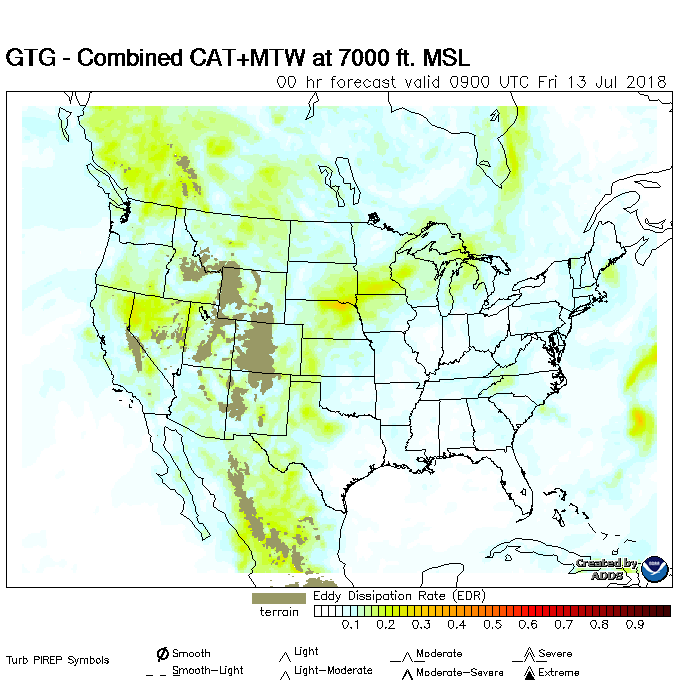 GTG - Combined CAT+MTW at 7000 ft. MSL
00 hr forecast valid 0900 UTC Fri 13 Jul 2018
Created by
ADDS
NOAA
terrain
Eddy Dissipation Rate (EDR)
0.1 0.2 0.3 0.4 0.5 0.6 0.7 0.8 0.9
Turb PIREP Symbols
Smooth
Smooth-Light
Light
Light-Moderate
Moderate
Moderate-Severe
Severe
Extreme